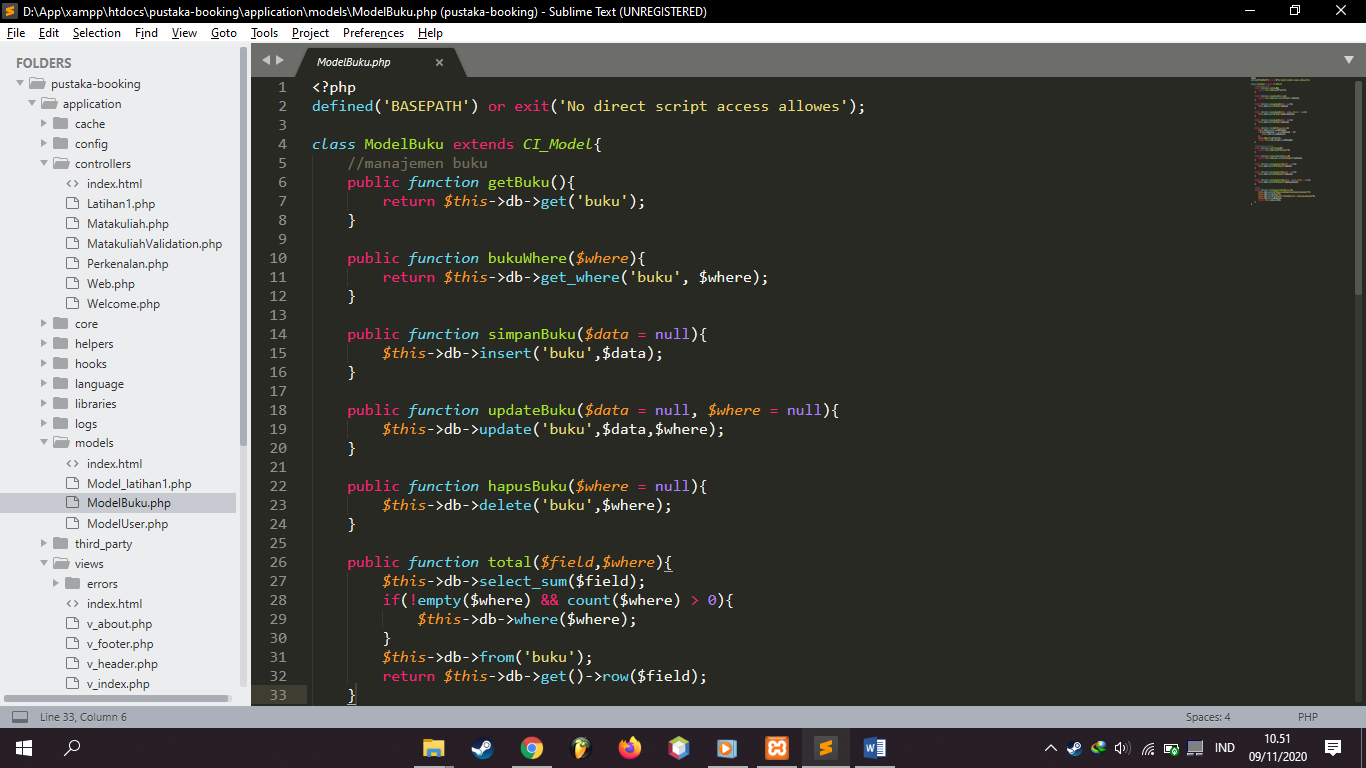 D:\App\xampp\htdocs\pustaka-booking\application\models\ModelBuku.php (pustaka-booking) - Sublime Text (UNREGISTERED)
File Edit Selection Find View Goto Tools Project Preferences Help
FOLDERS
pustaka-booking
application
cache
config
controllers
index.html
Latihan1.php
Matakuliah.php
MatakuliahValidation.php
Perkenalan.php
Web.php
Welcome.php
core
helpers
hooks
language
libraries
logs
models
index.html
Model_latihan1.php
ModelBuku.php
ModelUser.php
third_party
views
errors
index.html
v_about.php
v_footer.php
v_header.php
v_index.php
ModelBuku.php
1 <?php
2 defined('BASEPATH') or exit('No direct script access allowes');
3
4 class ModelBuku extends CI_Model{
5     //manajemen buku
6     public function getBuku(){
7         return $this->db->get('buku');
8     }
9
10     public function bukuWhere($where){
11         return $this->db->get_where('buku', $where);
12     }
13
14     public function simpanBuku($data = null){
15         $this->db->insert('buku',$data);
16     }
17
18     public function updateBuku($data = null, $where = null){
19         $this->db->update('buku',$data,$where);
20     }
21
22     public function hapusBuku($where = null){
23         $this->db->delete('buku',$where);
24     }
25
26     public function total($field,$where){
27         $this->db->select_sum($field);
28         if(!empty($where) && count($where) > 0){
29             $this->db->where($where);
30         }
31         $this->db->from('buku');
32         return $this->db->get()->row($field);
33     }
Line 33, Column 6
Spaces: 4
PHP
IND
10.51
09/11/2020